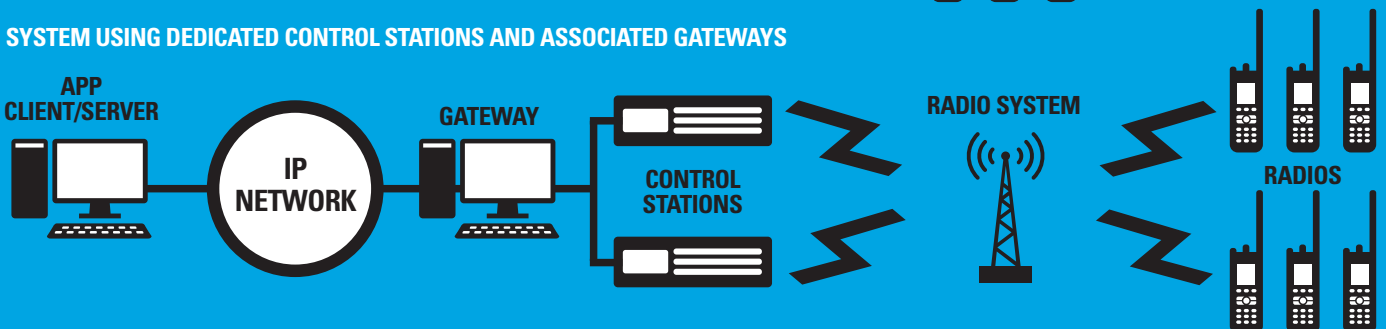 SYSTEM USING DEDICATED CONTROL STATIONS AND ASSOCIATED GATEWAYS
APP
CLIENT/SERVER
IP
NETWORK
GATEWAY
CONTROL
STATIONS
RADIO SYSTEM
RADIOS